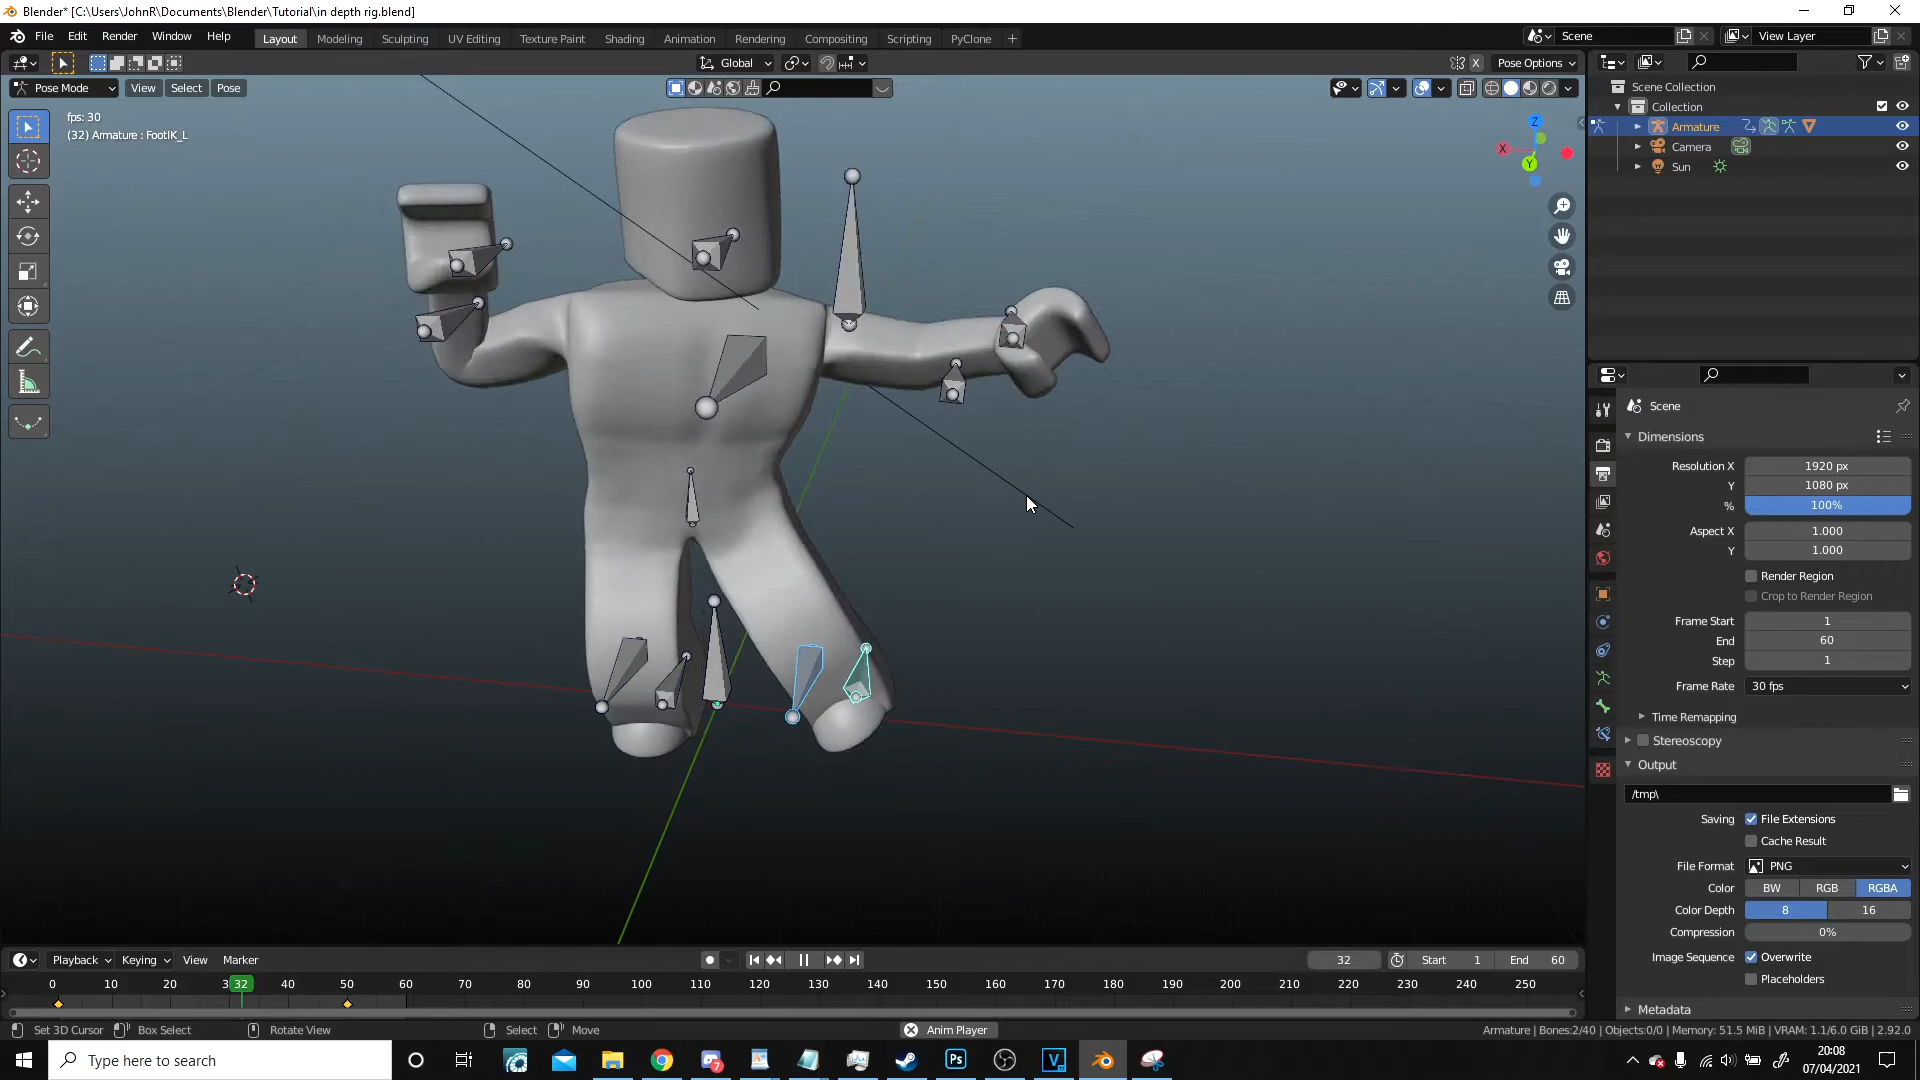 Blender* [C:\Users\JohnR\Documents\Blender\Tutorial\in depth rig.blend]
File Edit Render Window Help
Layout Modeling Sculpting UV Editing Texture Paint Shading Animation Rendering Compositing Scripting PyClone
Scene
View Layer
Global
X
Pose Options
Pose Mode View Select Pose
fps: 30
(32) Armature : FootIK_L
Z
X
Y
Scene Collection
Collection
Armature
Camera
Sun
Scene
Dimensions
Resolution X 1920 px
Y 1080 px
% 100%
Aspect X 1.000
Y 1.000
Render Region
Crop to Render Region
Frame Start 1
End 60
Step 1
Frame Rate 30 fps
Time Remapping
Stereoscopy
Output
/tmp\
Saving File Extensions
Cache Result
File Format PNG
Color BW RGB RGBA
Color Depth 8 16
Compression 0%
Image Sequence Overwrite
Placeholders
Metadata
Playback Keying View Marker
32 Start 1 End 60
0 10 20 3 32 40 50 60 70 80 90 100 110 120 130 140 150 160 170 180 190 200 210 220 230 240 250
Set 3D Cursor Box Select Rotate View Select Move Anim Player
Armature | Bones:2/40 | Objects:0/0 | Memory: 51.5 MiB | VRAM: 1.1/6.0 GiB | 2.92.0
Type here to search
7
Ps
V
20:08
07/04/2021